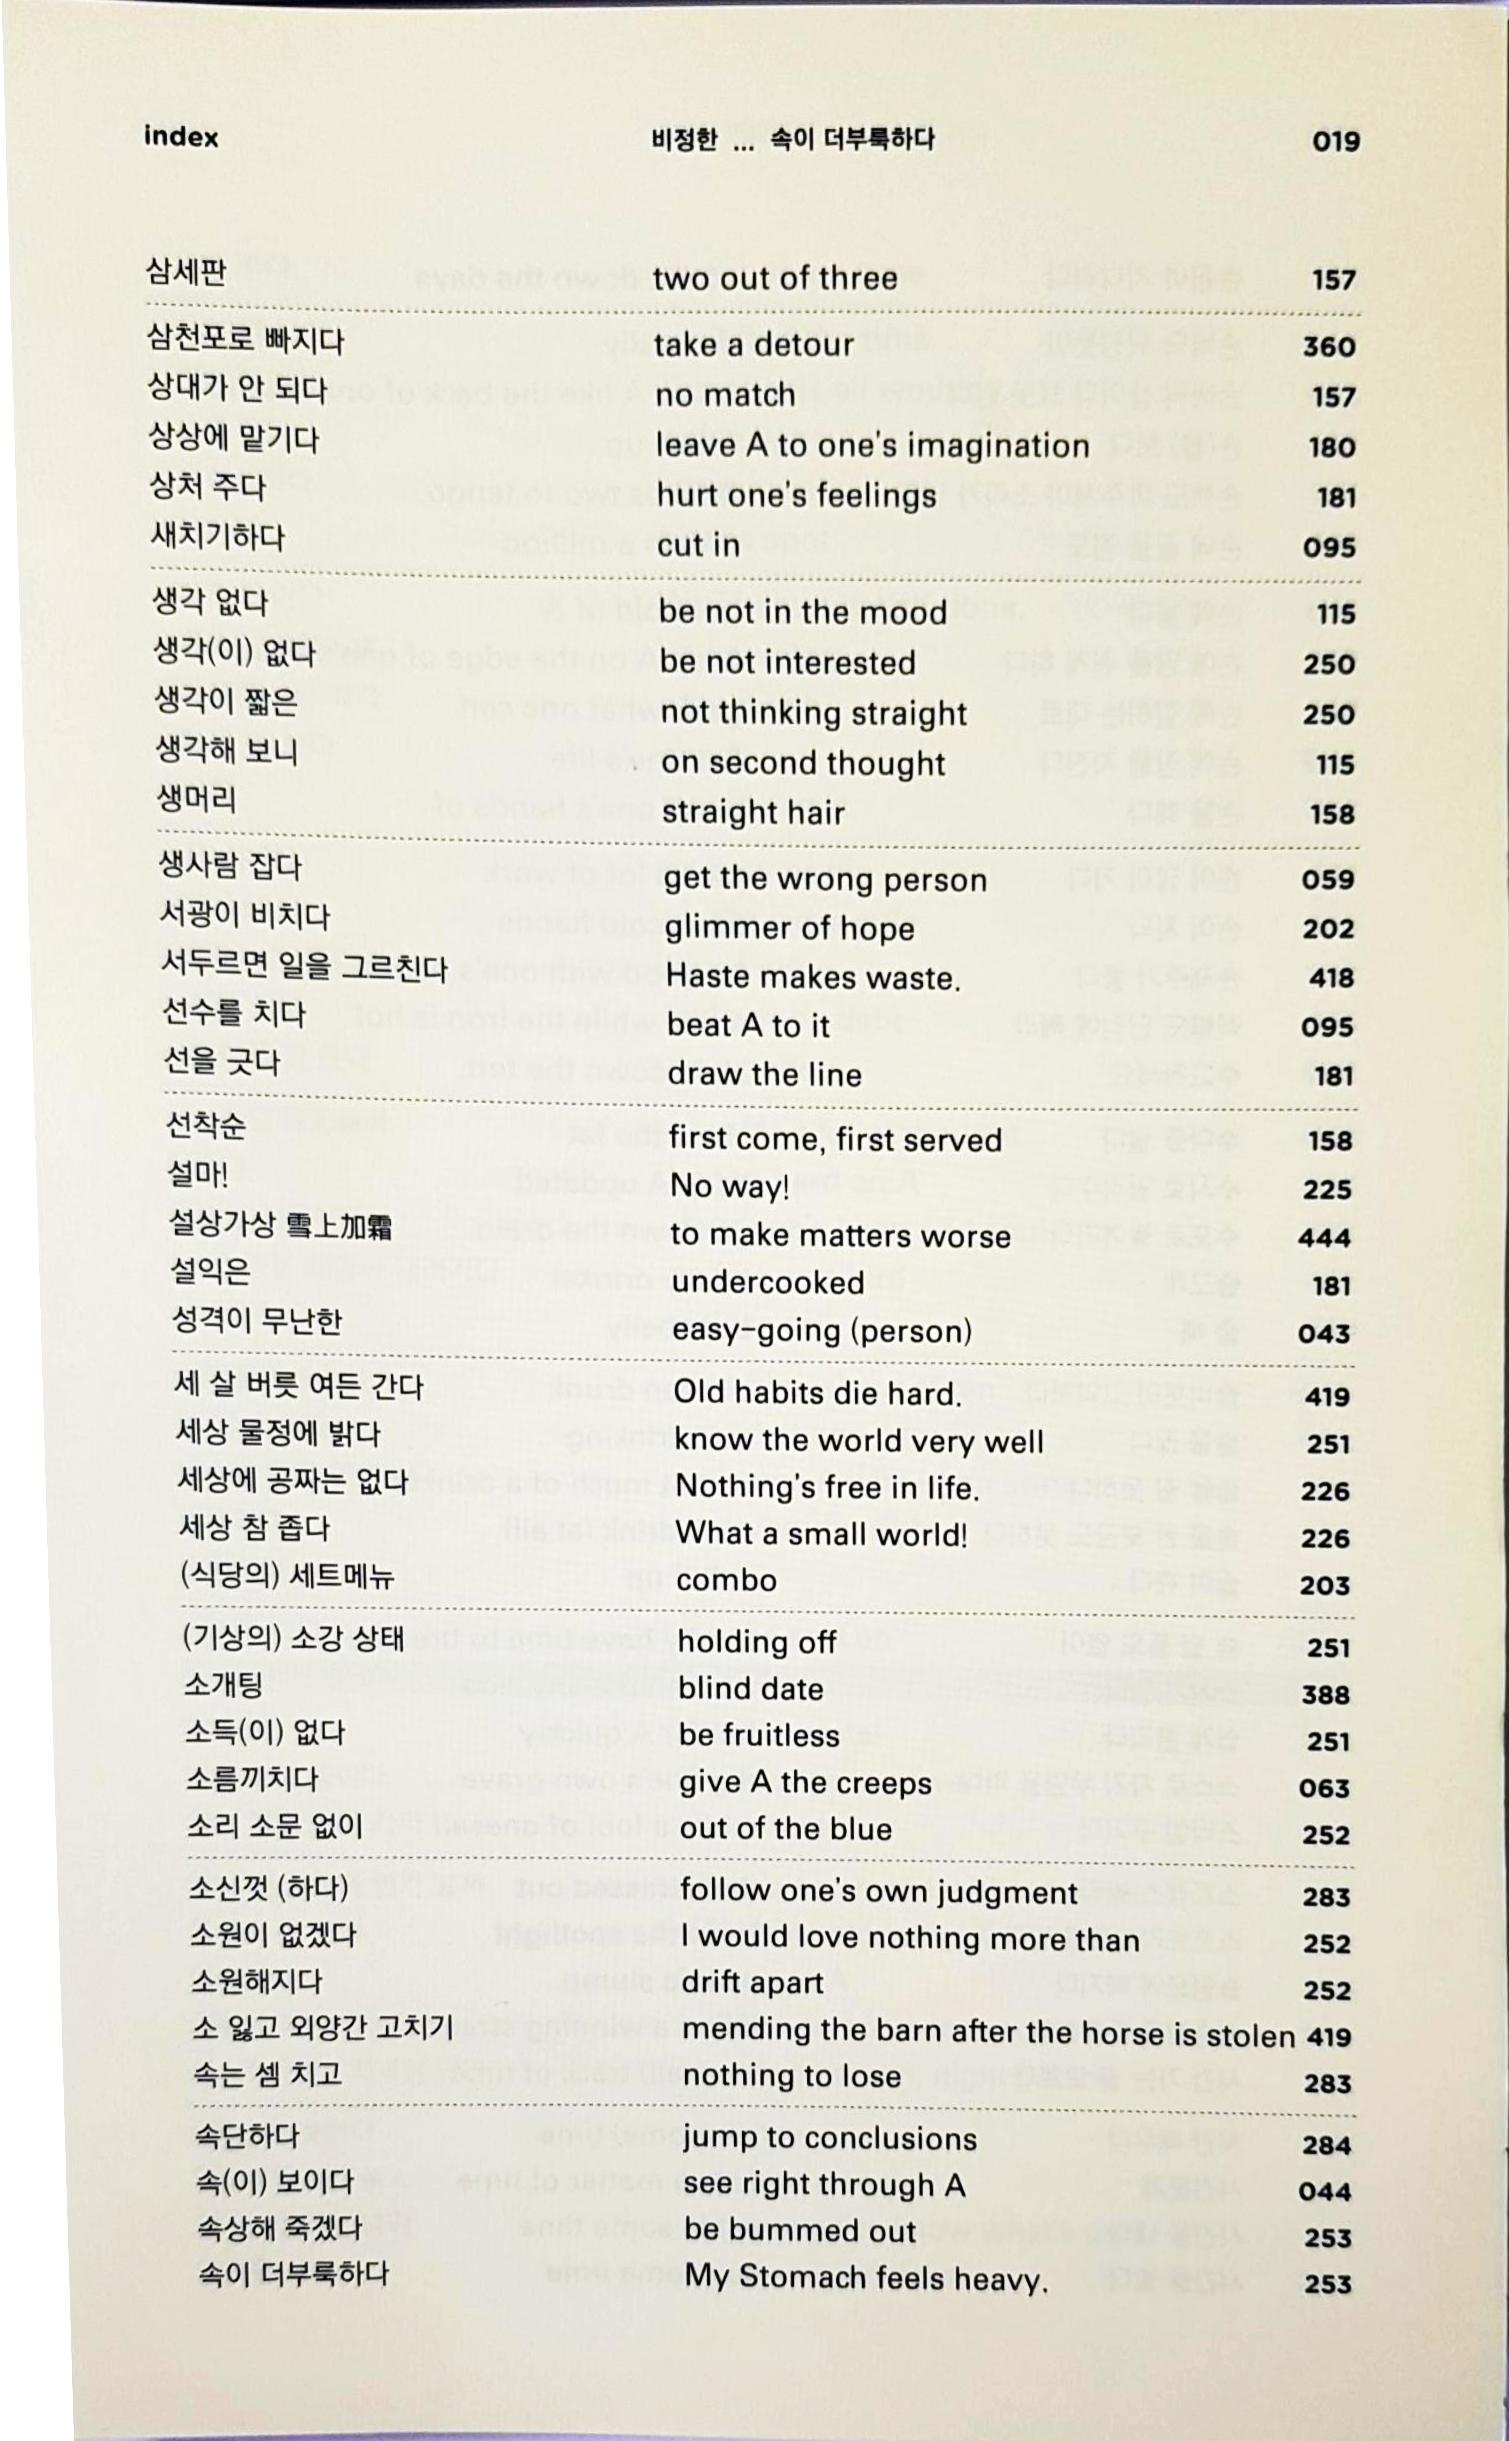 index 비정한 ... 속이 더부룩하다 019
삼세판 two out of three 157
삼천포로 빠지다 take a detour 360
상대가 안 되다 no match 157
상상에 맡기다 leave A to one's imagination 180
상처 주다 hurt one's feelings 181
새치기하다 cut in 095
생각 없다 be not in the mood 115
생각(이) 없다 be not interested 250
생각이 짧은 not thinking straight 250
생각해 보니 on second thought 115
생머리 straight hair 158
생사람 잡다 get the wrong person 059
서광이 비치다 glimmer of hope 202
서두르면 일을 그르친다 Haste makes waste. 418
선수를 치다 beat A to it 095
선을 긋다 draw the line 181
선착순 first come, first served 158
설마! No way! 225
설상가상 雪上加霜 to make matters worse 444
설익은 undercooked 181
성격이 무난한 easy-going (person) 043
세 살 버릇 여든 간다 Old habits die hard. 419
세상 물정에 밝다 know the world very well 251
세상에 공짜는 없다 Nothing's free in life. 226
세상 참 좁다 What a small world! 226
(식당의) 세트메뉴 combo 203
(기상의) 소강 상태 holding off 251
소개팅 blind date 388
소득(이) 없다 be fruitless 251
소름끼치다 give A the creeps 063
소리 소문 없이 out of the blue 252
소신껏 (하다) follow one's own judgment 283
소원이 없겠다 I would love nothing more than 252
소원해지다 drift apart 252
소 잃고 외양간 고치기 mending the barn after the horse is stolen 419
속는 셈 치고 nothing to lose 283
속단하다 jump to conclusions 284
속(이) 보이다 see right through A 044
속상해 죽겠다 be bummed out 253
속이 더부룩하다 My Stomach feels heavy. 253